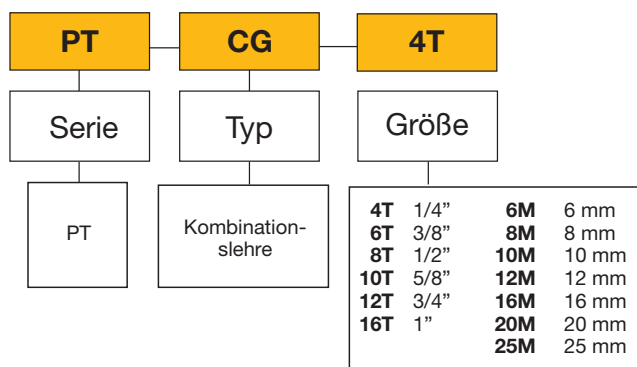 PT CG 4T
Serie Typ Größe
PT
Kombination-
slehre
4T 1/4” 6M 6 mm
6T 3/8” 8M 8 mm
8T 1/2” 10M 10 mm
10T 5/8” 12M 12 mm
12T 3/4” 16M 16 mm
16T 1” 20M 20 mm
25M 25 mm